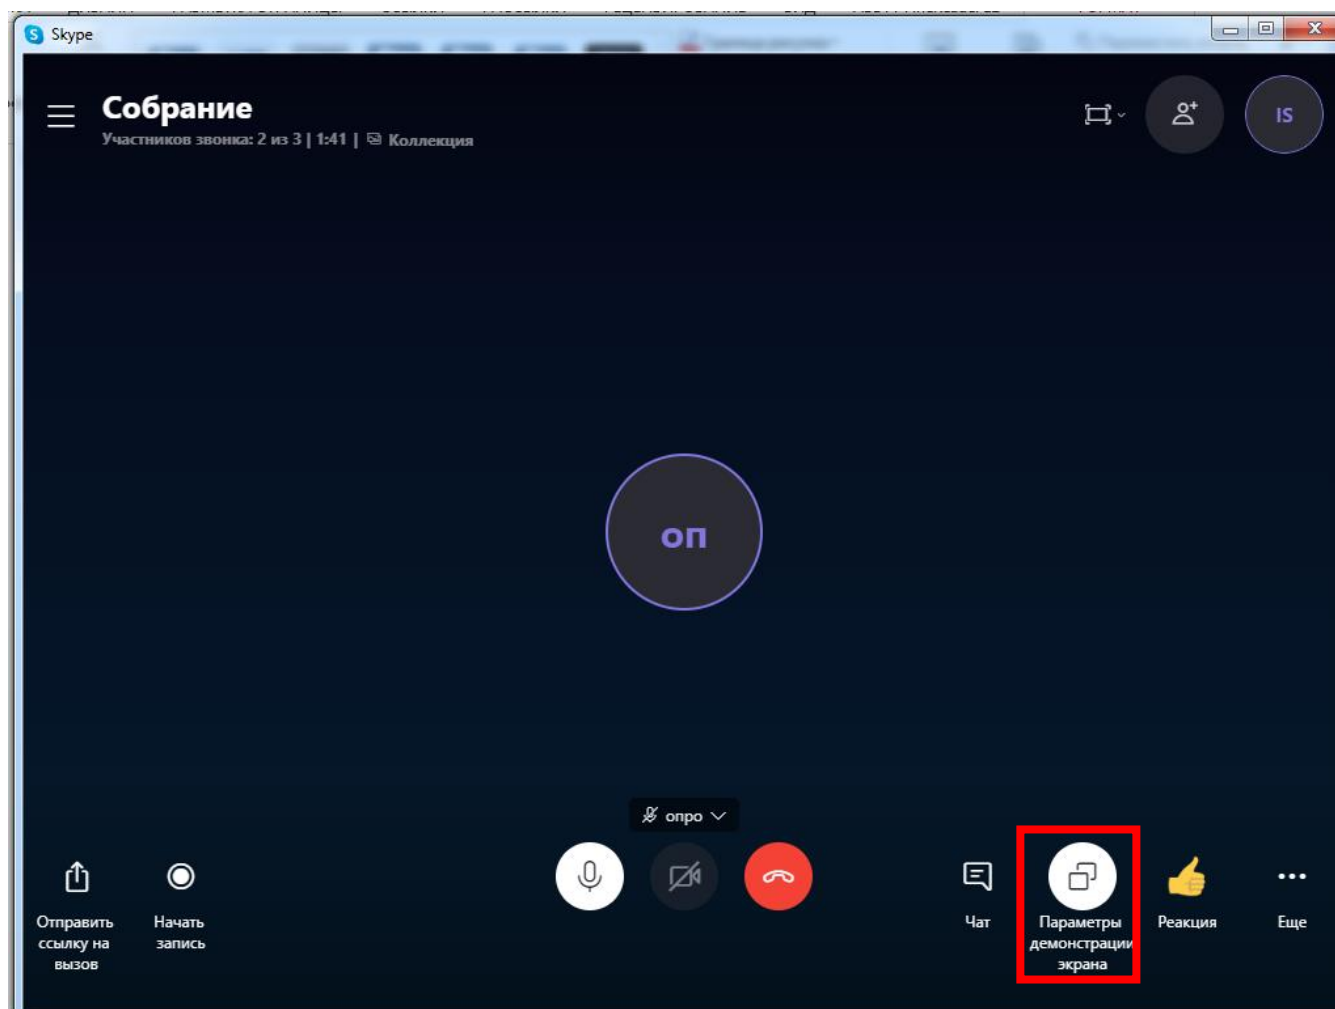 Skype
Собрание
Участников звонка: 2 из 3 | 1:41 | Коллекция
IS
оп
опро
Отправить
ссылку на
вызов
Начать
запись
Чат
Параметры
демонстрации
экрана
Реакция
Еще